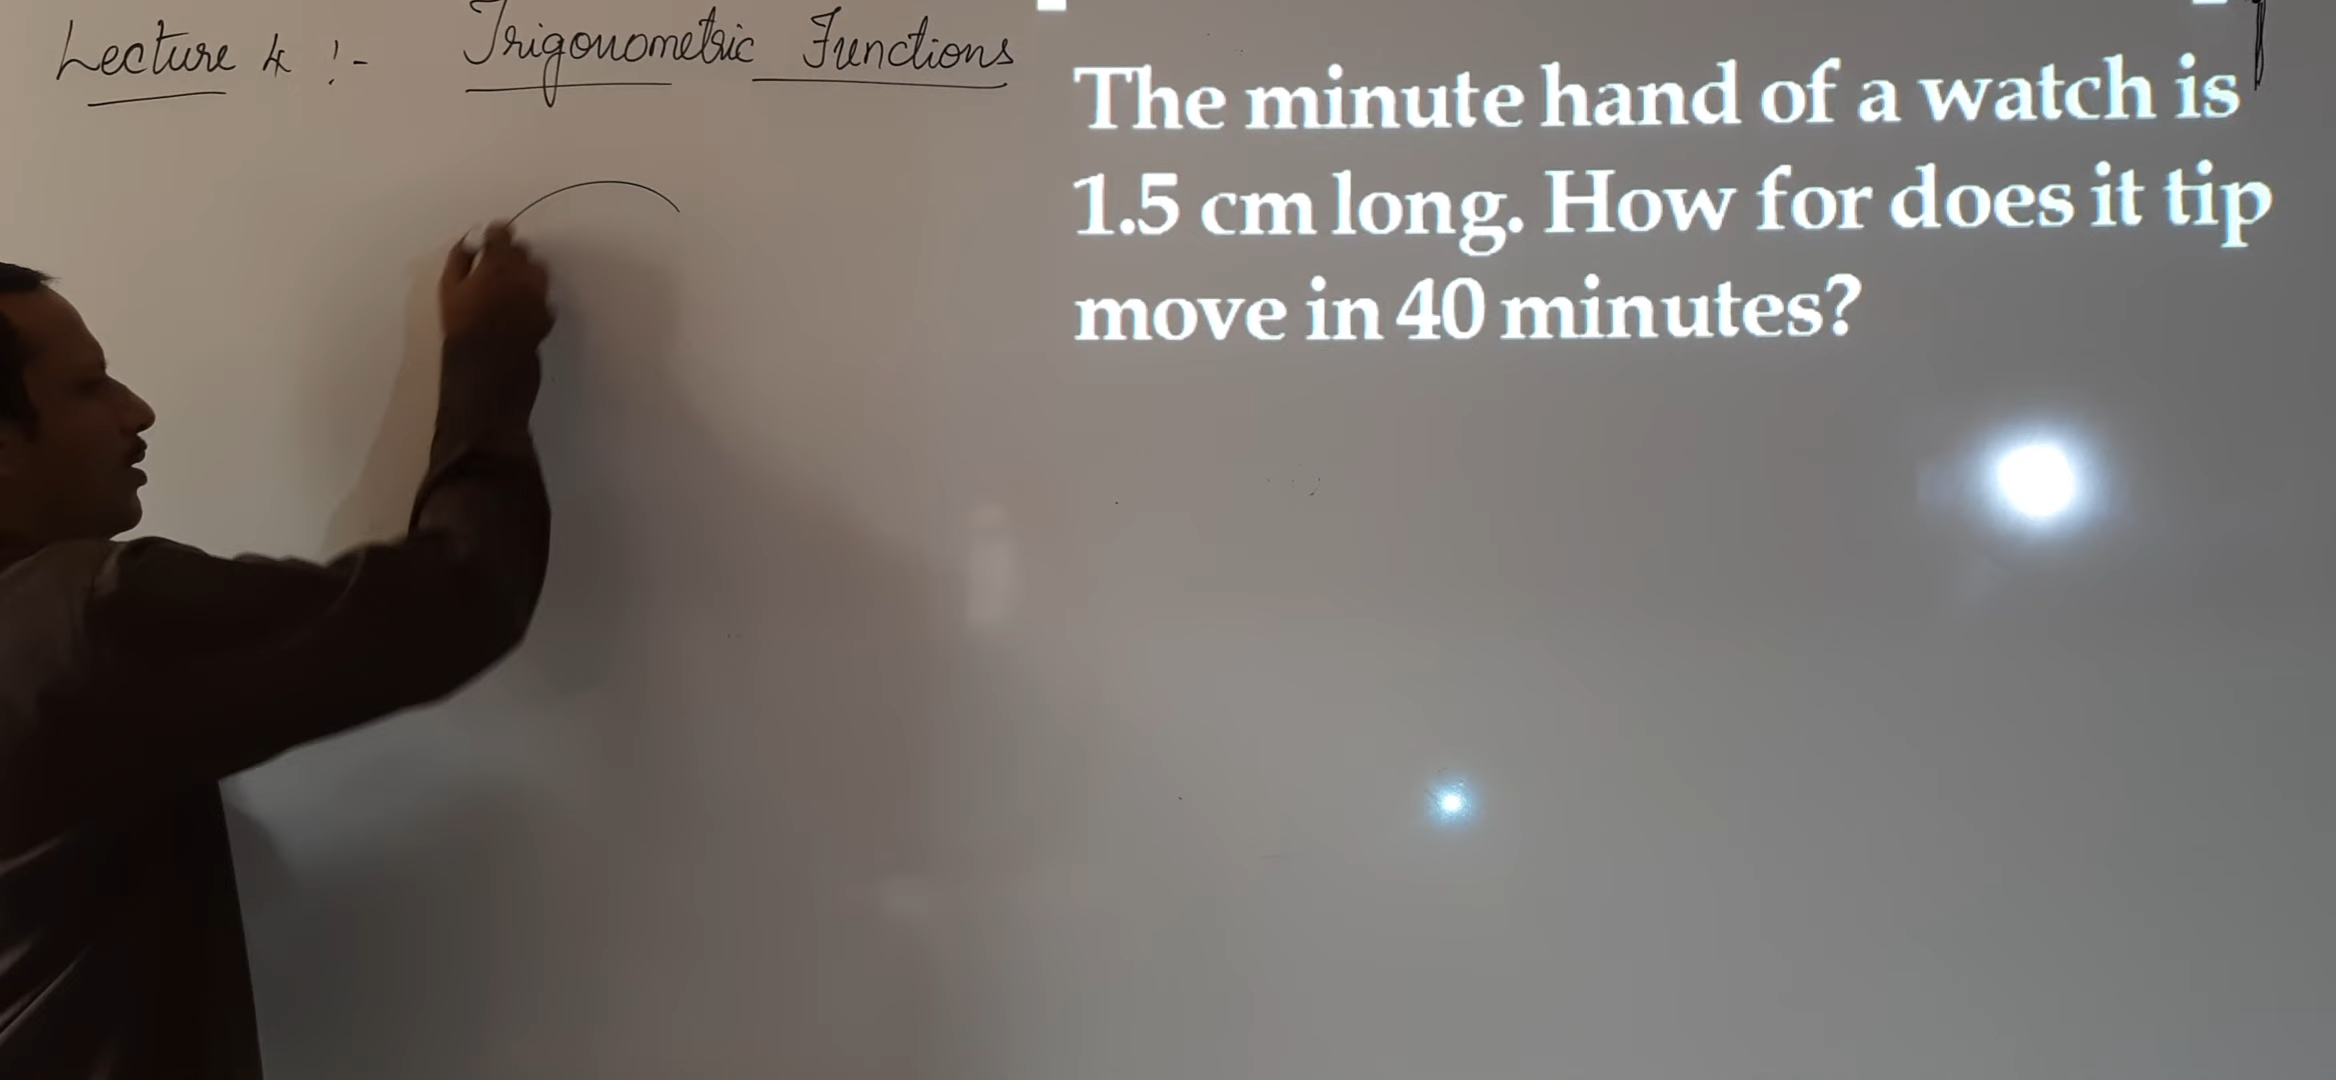 Lecture 4 :- Trigonometric Functions
The minute hand of a watch is
1.5 cm long. How for does it tip
move in 40 minutes?